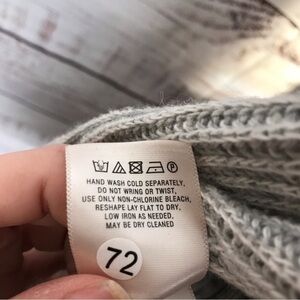 P
HAND WASH COLD SEPARATELY.
DO NOT WRING OR TWIST.
USE ONLY NON-CHLORINE BLEACH.
RESHAPE LAY FLAT TO DRY.
LOW IRON AS NEEDED.
MAY BE DRY CLEANED
72